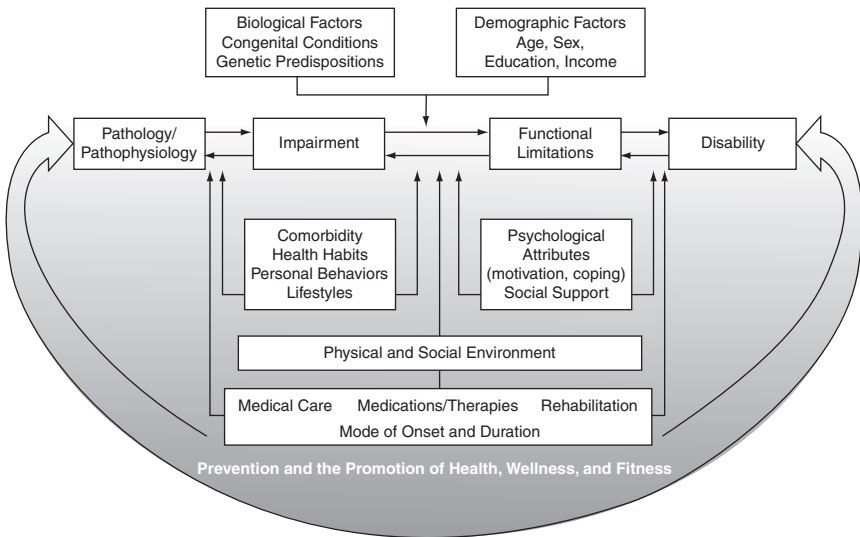 Biological Factors
Congenital Conditions
Genetic Predispositions
Demographic Factors
Age, Sex,
Education, Income
Pathology/
Pathophysiology
Impairment
Functional
Limitations
Disability
Comorbidity
Health Habits
Personal Behaviors
Lifestyles
Psychological
Attributes
(motivation, coping)
Social Support
Physical and Social Environment
Medical Care Medications/Therapies Rehabilitation
Mode of Onset and Duration
Prevention and the Promotion of Health, Wellness, and Fitness